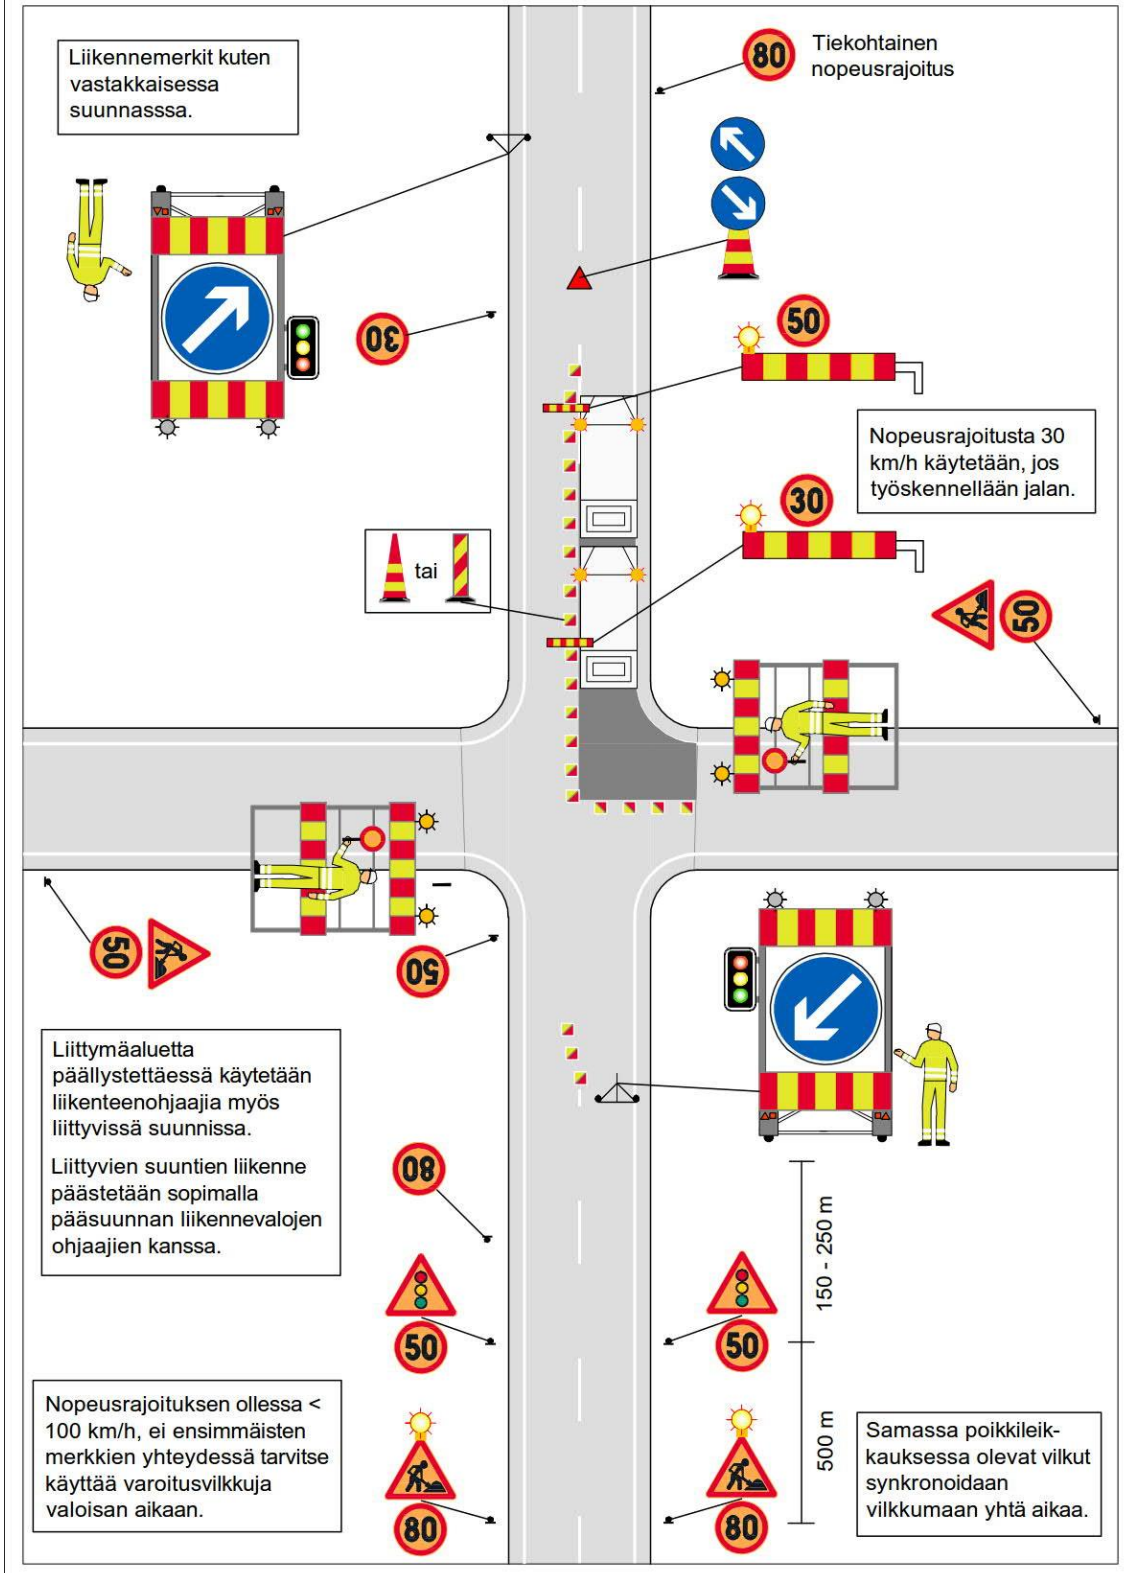 Liikennemerkit kuten
vastakkaisessa
suunnasssa.
80
Tiekohtainen
nopeusrajoitus
30
50
Nopeusrajoitusta 30
km/h käytetään, jos
työskennellään jalan.
30
tai
50
50
50
Liittymäaluetta
päällystettäessä käytetään
liikenteenohjaajia myös
liittyvissä suunnissa.
Liittyvien suuntien liikenne
päästetään sopimalla
pääsuunnan liikennevalojen
ohjaajien kanssa.
80
150 - 250 m
50
50
500 m
Nopeusrajoituksen ollessa <
100 km/h, ei ensimmäisten
merkkien yhteydessä tarvitse
käyttää varoitusvilkkuja
valoisan aikaan.
80
80
Samassa poikkileik-
kauksessa olevat vilkut
synkronoidaan
vilkkumaan yhtä aikaa.